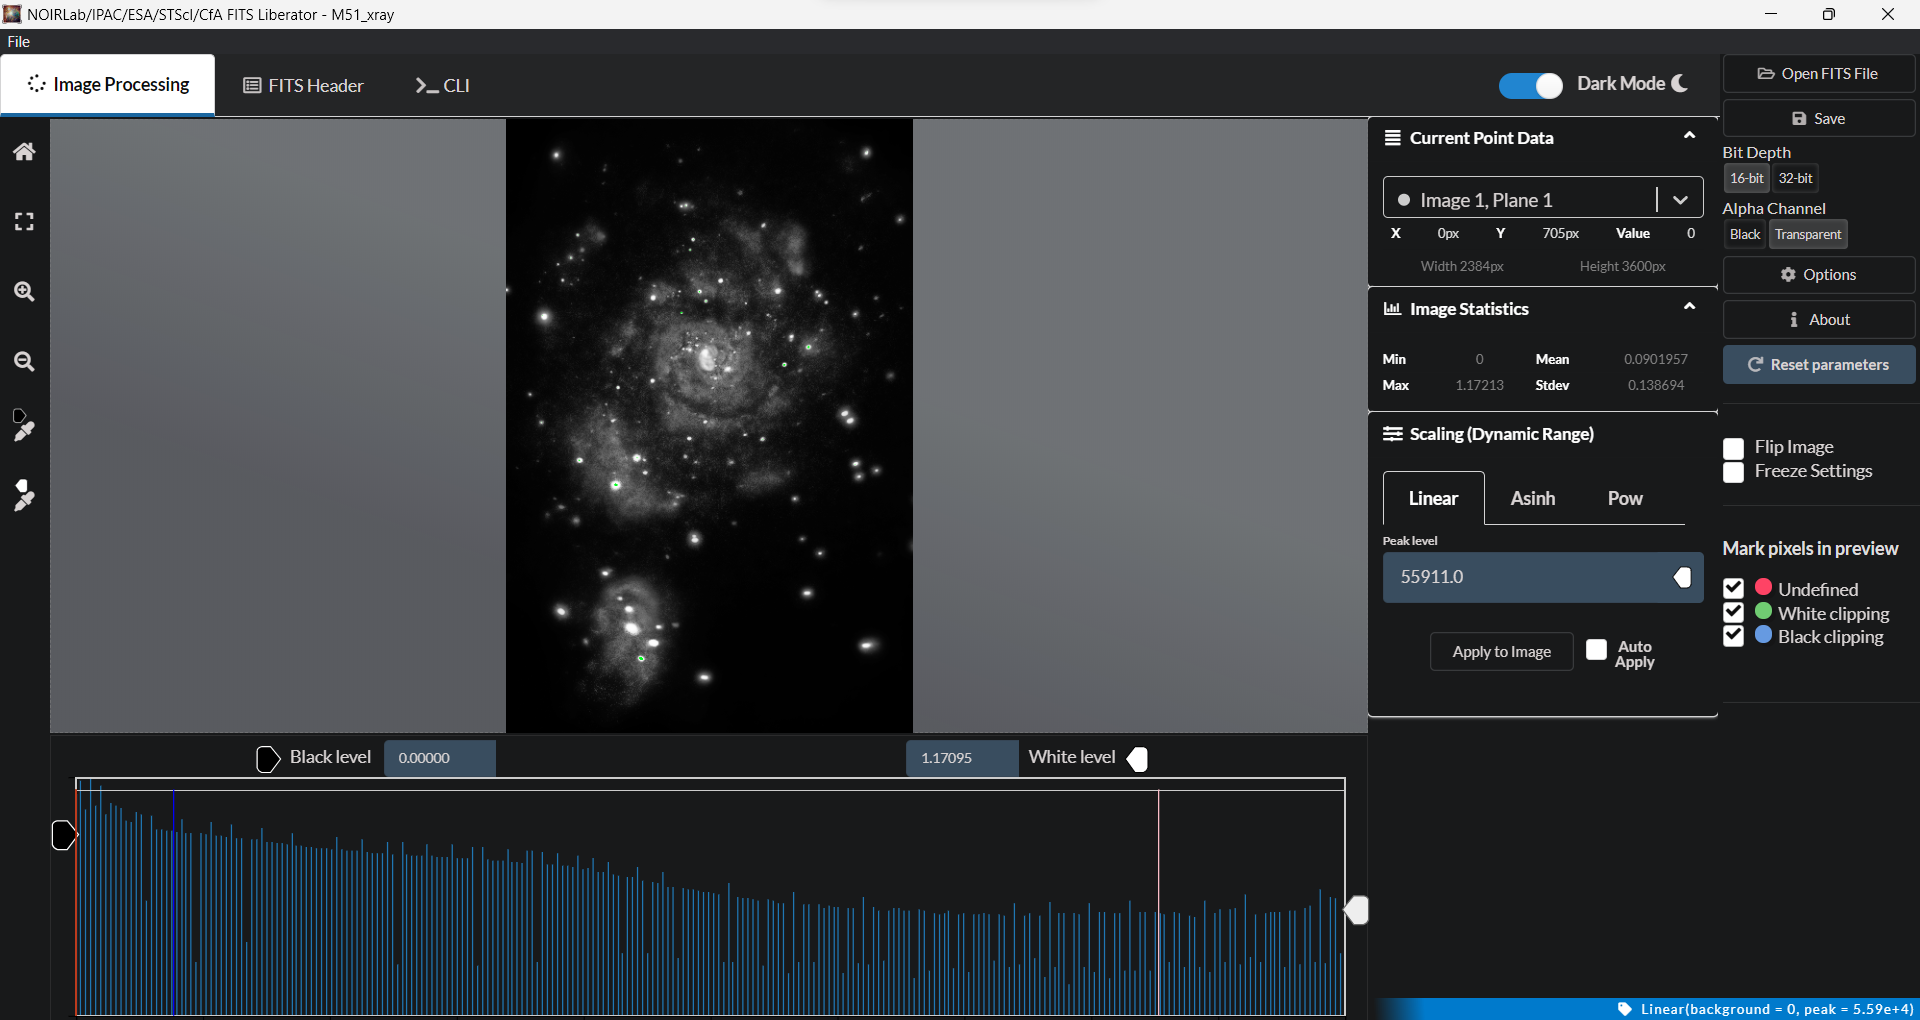 NOIRLab/IPAC/ESA/STScI/CfA FITS Liberator - M51_xray
File
Image Processing
FITS Header
CLI
Dark Mode
Open FITS File
Save
Bit Depth
16-bit 32-bit
Alpha Channel
Black Transparent
Options
About
Reset parameters
Flip Image
Freeze Settings
Mark pixels in preview
Undefined
White clipping
Black clipping
Current Point Data
Image 1, Plane 1
X 0px Y 705px Value 0
Width 2384px Height 3600px
Image Statistics
Min 0 Mean 0.0901957
Max 1.17213 Stdev 0.138694
Scaling (Dynamic Range)
Linear Asinh Pow
Peak level
55911.0
Apply to Image
Auto
Apply
Black level 0.00000
1.17095 White level
Linear(background = 0, peak = 5.59e+4)